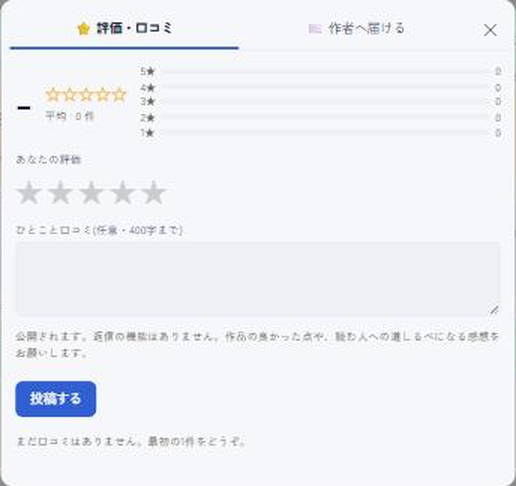 評価・口コミ
作者へ届ける
5★ 0
4★ 0
3★ 0
2★ 0
1★ 0
–
平均・0 件
あなたの評価
ひとこと口コミ(任意・400字まで)
公開されます。返信の機能はありません。作品の良かった点や、読む人への道しるべになる感想を
お願いします。
投稿する
まだ口コミはありません。最初の1件をどうぞ。